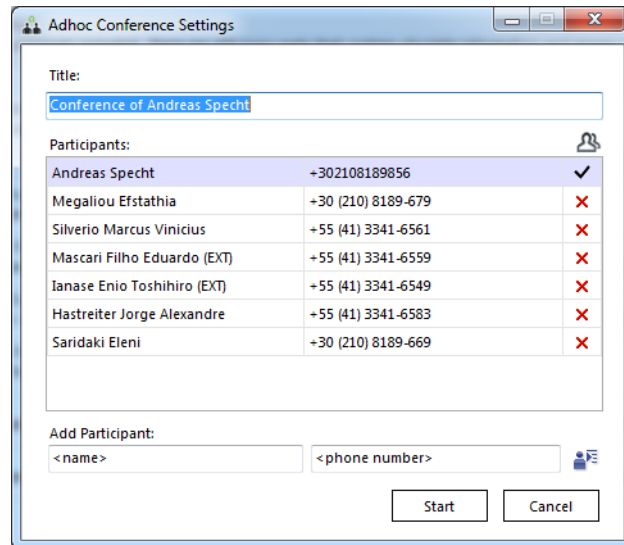 Adhoc Conference Settings
Title:
Conference of Andreas Specht
Participants:
Andreas Specht +302108189856
Megaliou Efstathia +30 (210) 8189-679
Silverio Marcus Vinicius +55 (41) 3341-6561
Mascari Filho Eduardo (EXT) +55 (41) 3341-6559
Ianase Enio Toshihiro (EXT) +55 (41) 3341-6549
Hastreiter Jorge Alexandre +55 (41) 3341-6583
Saridaki Eleni +30 (210) 8189-669
Add Participant:
<name> <phone number>
Start Cancel